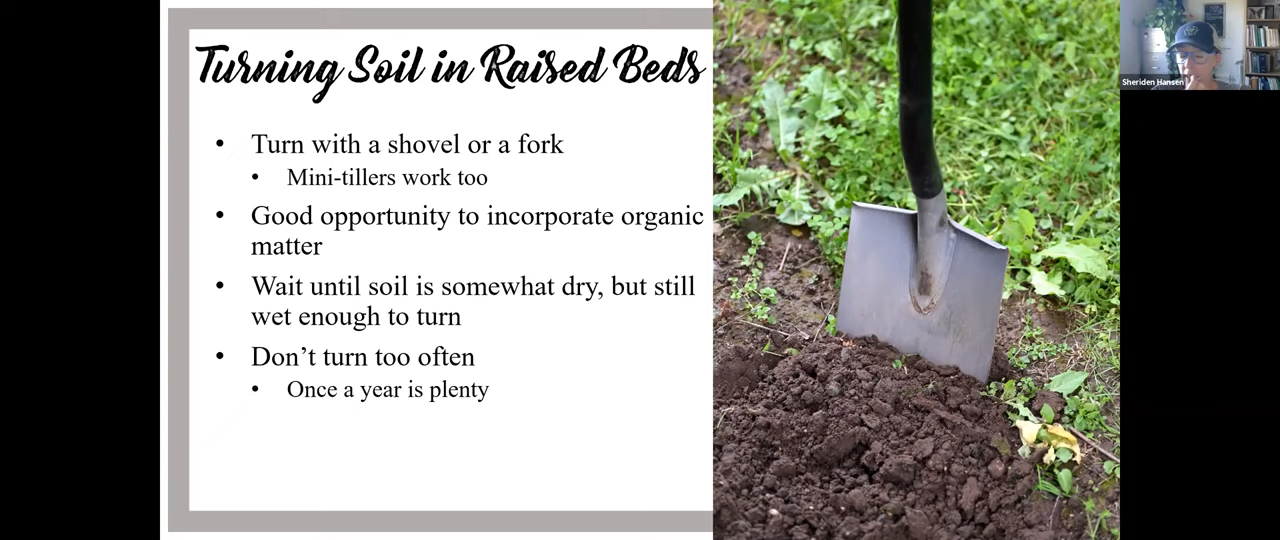 Turning Soil in Raised Beds
• Turn with a shovel or a fork
• Mini-tillers work too
• Good opportunity to incorporate organic
matter
• Wait until soil is somewhat dry, but still
wet enough to turn
• Don’t turn too often
• Once a year is plenty
Sheriden Hansen